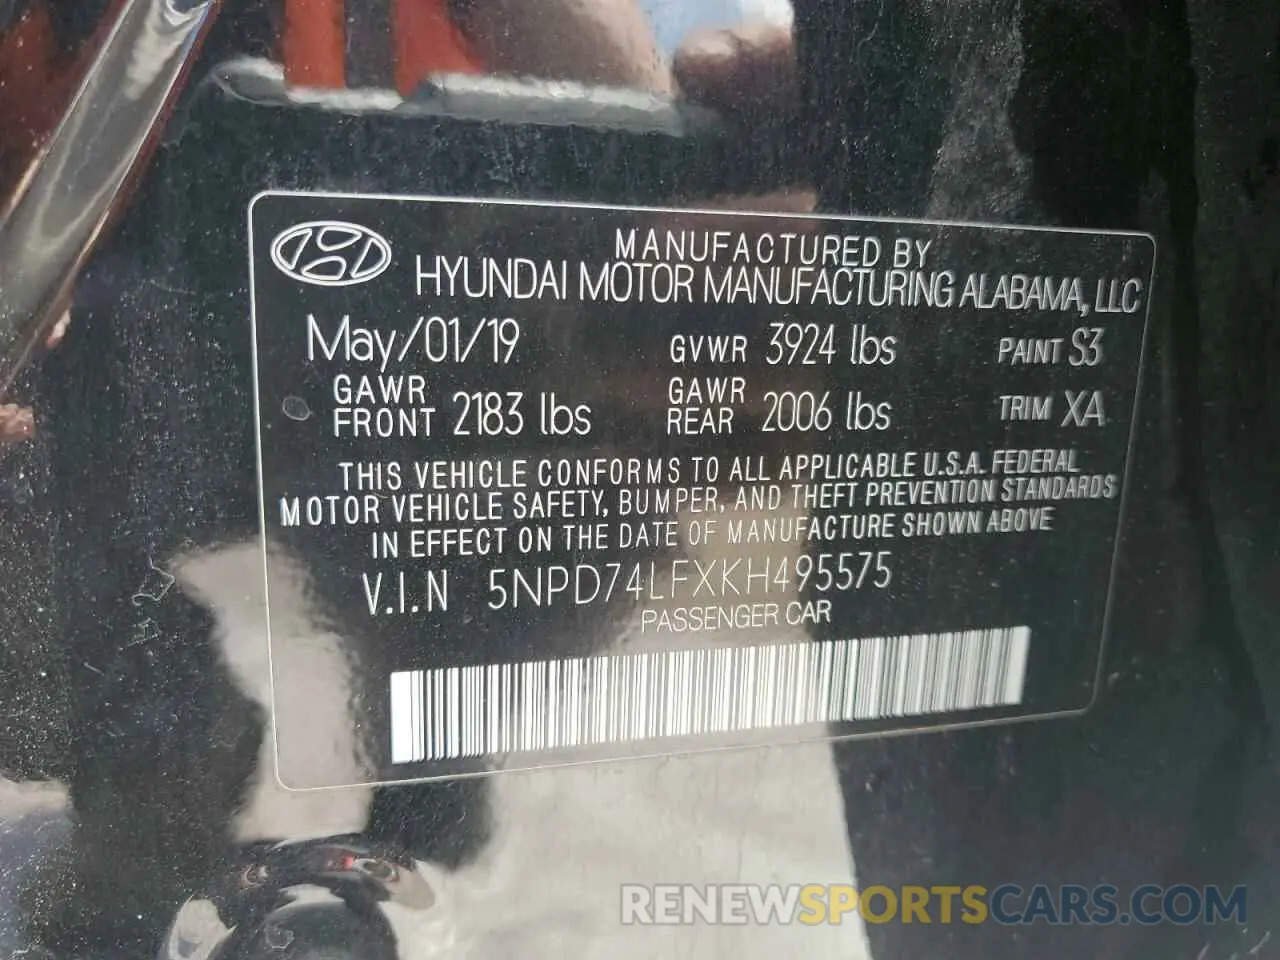 MANUFACTURED BY
HYUNDAI MOTOR MANUFACTURING ALABAMA, LLC
May/01/19 GVWR 3924 lbs PAINT S3
GAWR FRONT 2183 lbs GAWR REAR 2006 lbs TRIM XA
THIS VEHICLE CONFORMS TO ALL APPLICABLE U.S.A. FEDERAL
MOTOR VEHICLE SAFETY, BUMPER, AND THEFT PREVENTION STANDARDS
IN EFFECT ON THE DATE OF MANUFACTURE SHOWN ABOVE
V.I.N 5NPD74LFXKH495575
PASSENGER CAR
RENEWSPORTSCARS.COM